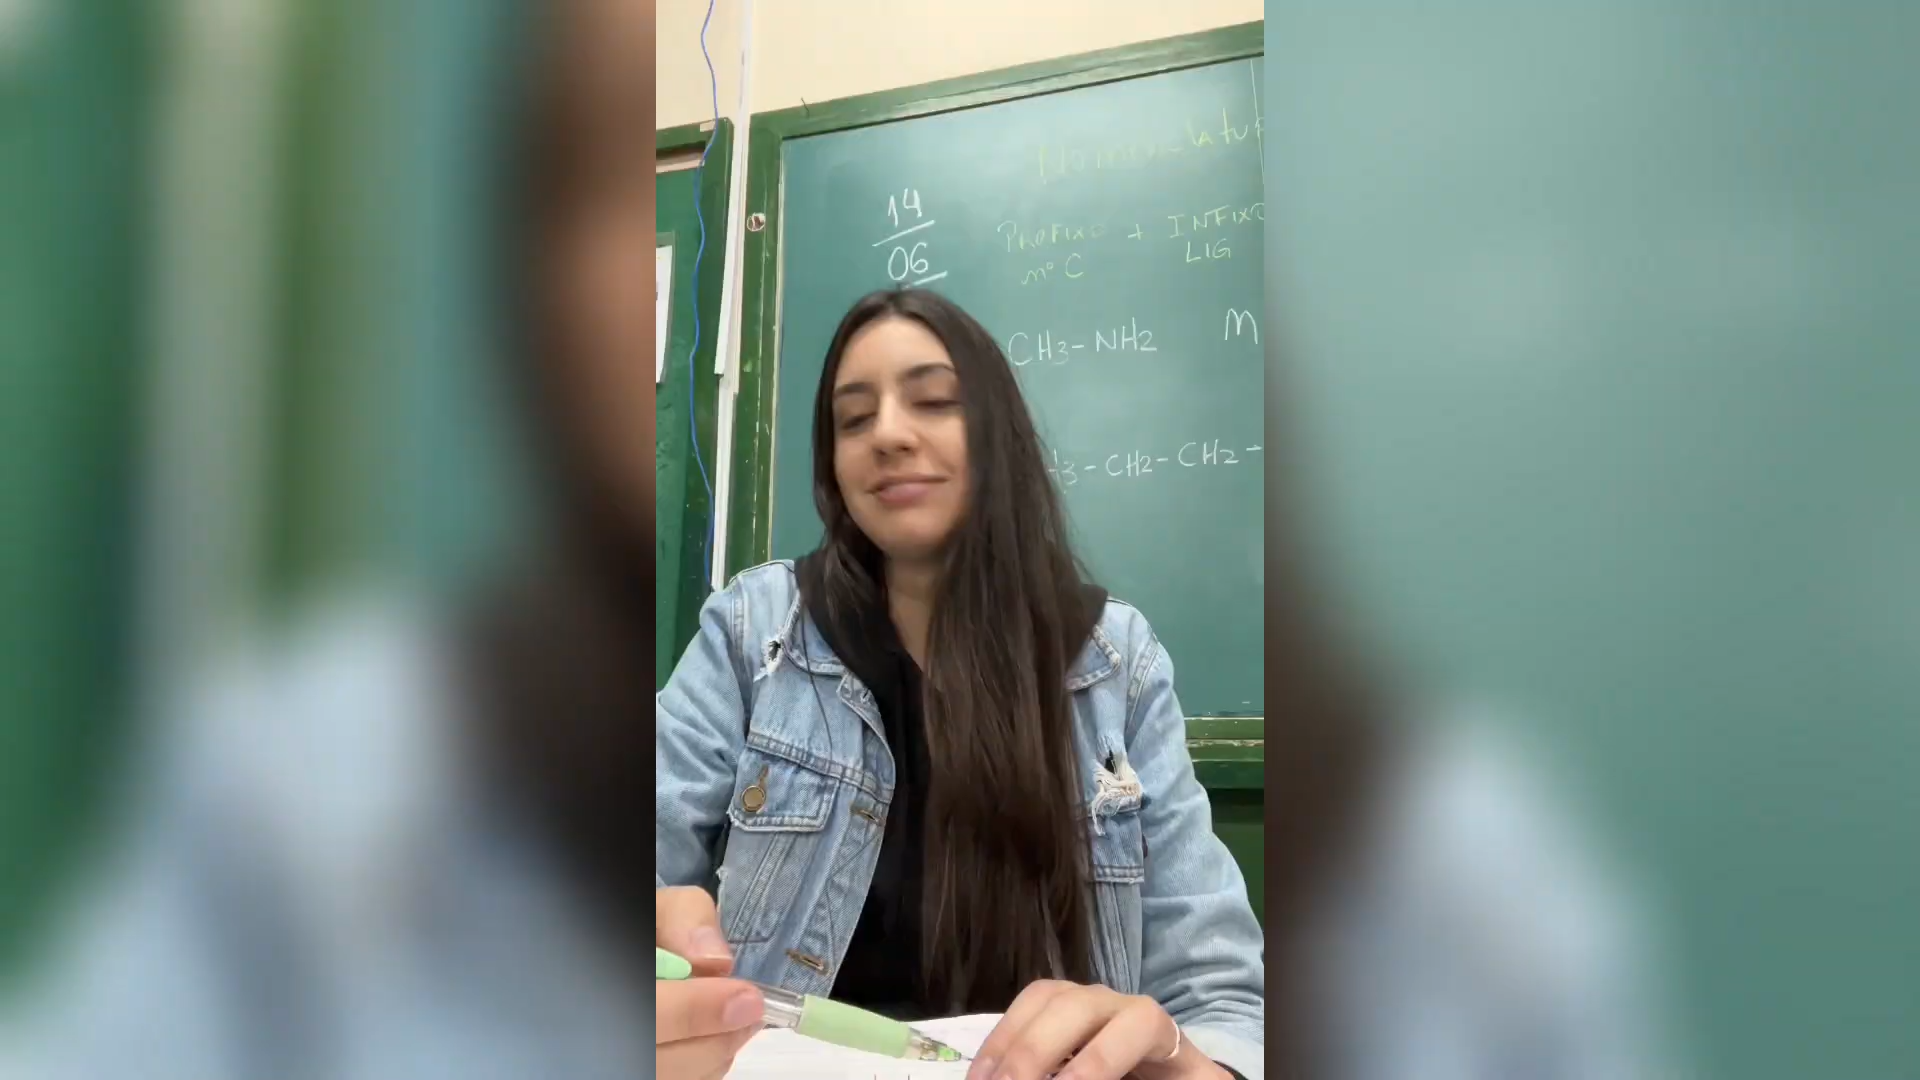 14
06
PREFIXO + INFIXO
nº C LIG
CH3-NH2 M
-CH2-CH2-